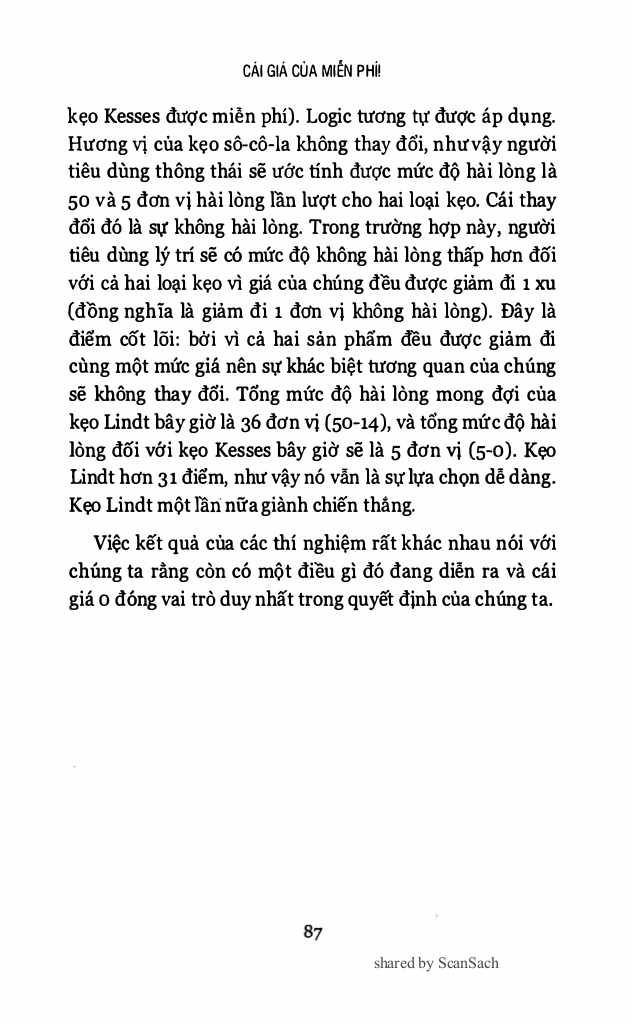 CÁI GIÁ CỦA MIỄN PHÍ!
kẹo Kesses được miễn phí). Logic tương tự được áp dụng.
Hương vị của kẹo sô-cô-la không thay đổi, như vậy người
tiêu dùng thông thái sẽ ước tính được mức độ hài lòng là
50 và 5 đơn vị hài lòng lần lượt cho hai loại kẹo. Cái thay
đổi đó là sự không hài lòng. Trong trường hợp này, người
tiêu dùng lý trí sẽ có mức độ không hài lòng thấp hơn đối
với cả hai loại kẹo vì giá của chúng đều được giảm đi 1 xu
(đồng nghĩa là giảm đi 1 đơn vị không hài lòng). Đây là
điểm cốt lõi: bởi vì cả hai sản phẩm đều được giảm đi
cùng một mức giá nên sự khác biệt tương quan của chúng
sẽ không thay đổi. Tổng mức độ hài lòng mong đợi của
kẹo Lindt bây giờ là 36 đơn vị (50-14), và tổng mức độ hài
lòng đối với kẹo Kesses bây giờ sẽ là 5 đơn vị (5-0). Kẹo
Lindt hơn 31 điểm, như vậy nó vẫn là sự lựa chọn dễ dàng.
Kẹo Lindt một lần nữa giành chiến thắng.
Việc kết quả của các thí nghiệm rất khác nhau nói với
chúng ta rằng còn có một điều gì đó đang diễn ra và cái
giá 0 đóng vai trò duy nhất trong quyết định của chúng ta.
87
shared by ScanSach